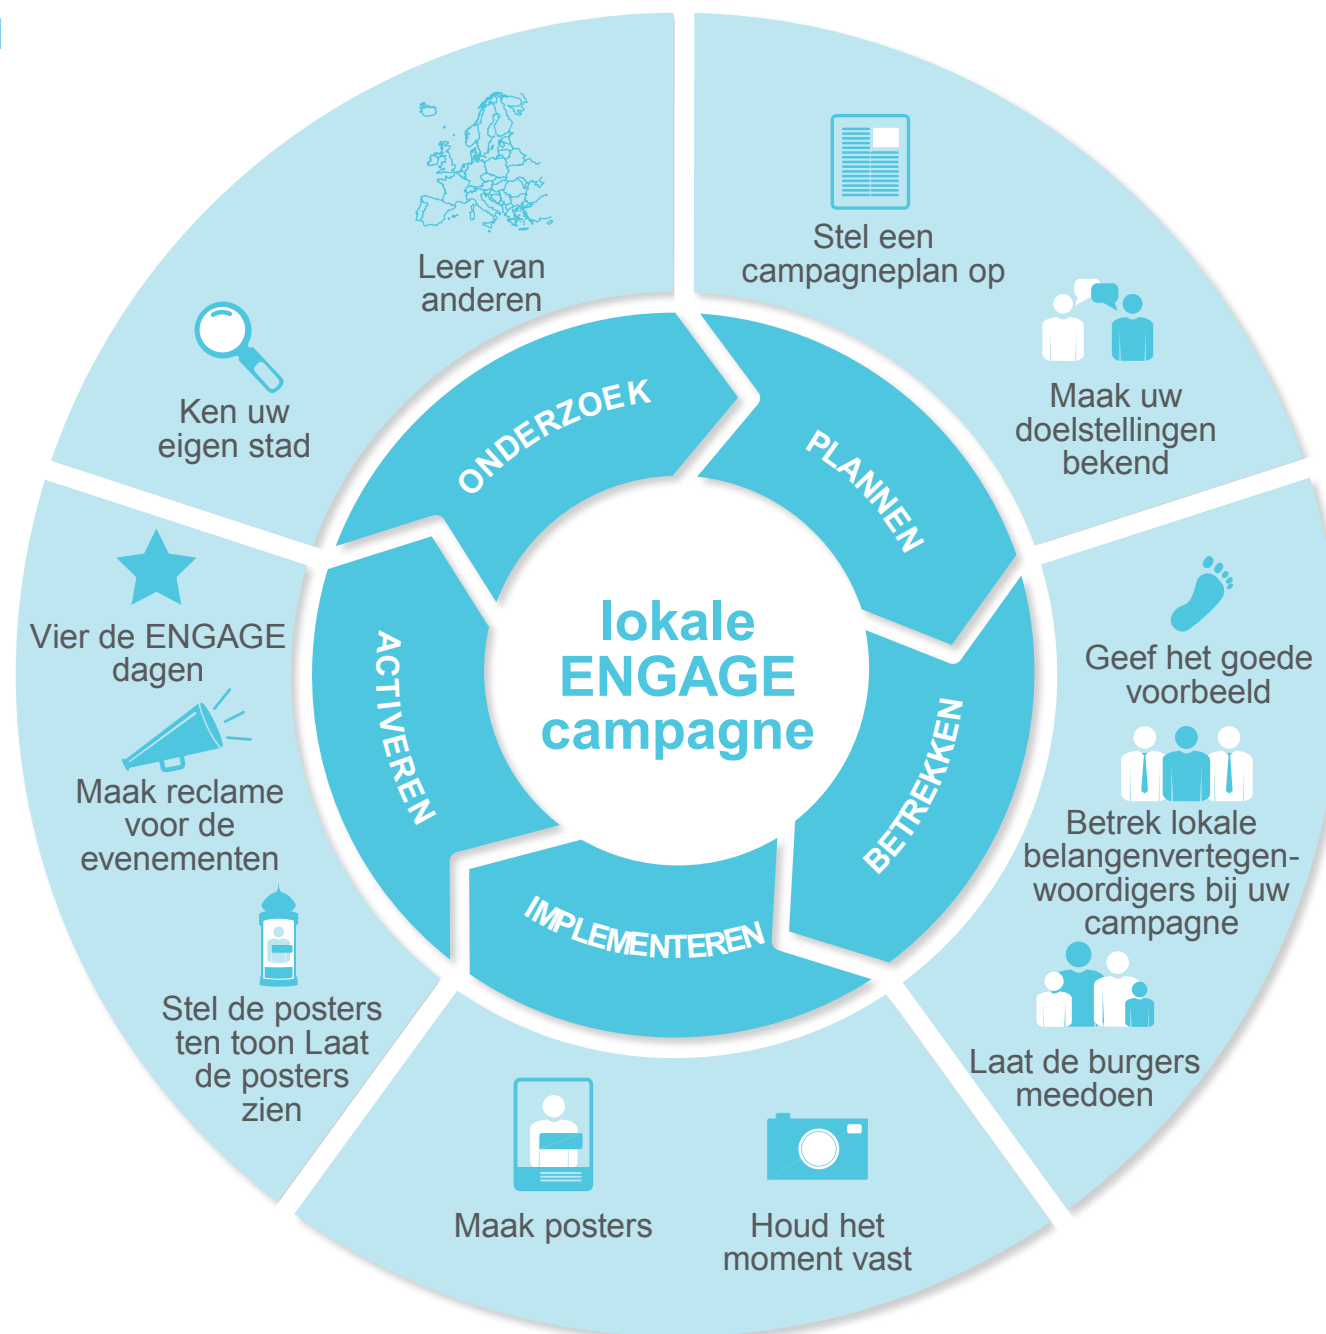 Leer van
anderen
Ken uw
eigen stad
ONDERZOEK
Stel een
campagneplan op
Maak uw
doelstellingen
bekend
PLANNEN
Geef het goede
voorbeeld
Betrek lokale
belangenvertegen-
woordigers bij uw
campagne
Laat de burgers
meedoen
BETREKKEN
Maak posters
Houd het
moment vast
IMPLEMENTEREN
Vier de ENGAGE
dagen
Maak reclame
voor de
evenementen
Stel de posters
ten toon Laat
de posters
zien
ACTIVEREN
lokale
ENGAGE
campagne